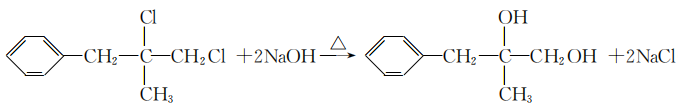 Cl OH
CH₂—C—CH₂Cl +2NaOH —△→ CH₂—C—CH₂OH +2NaCl
CH₃ CH₃